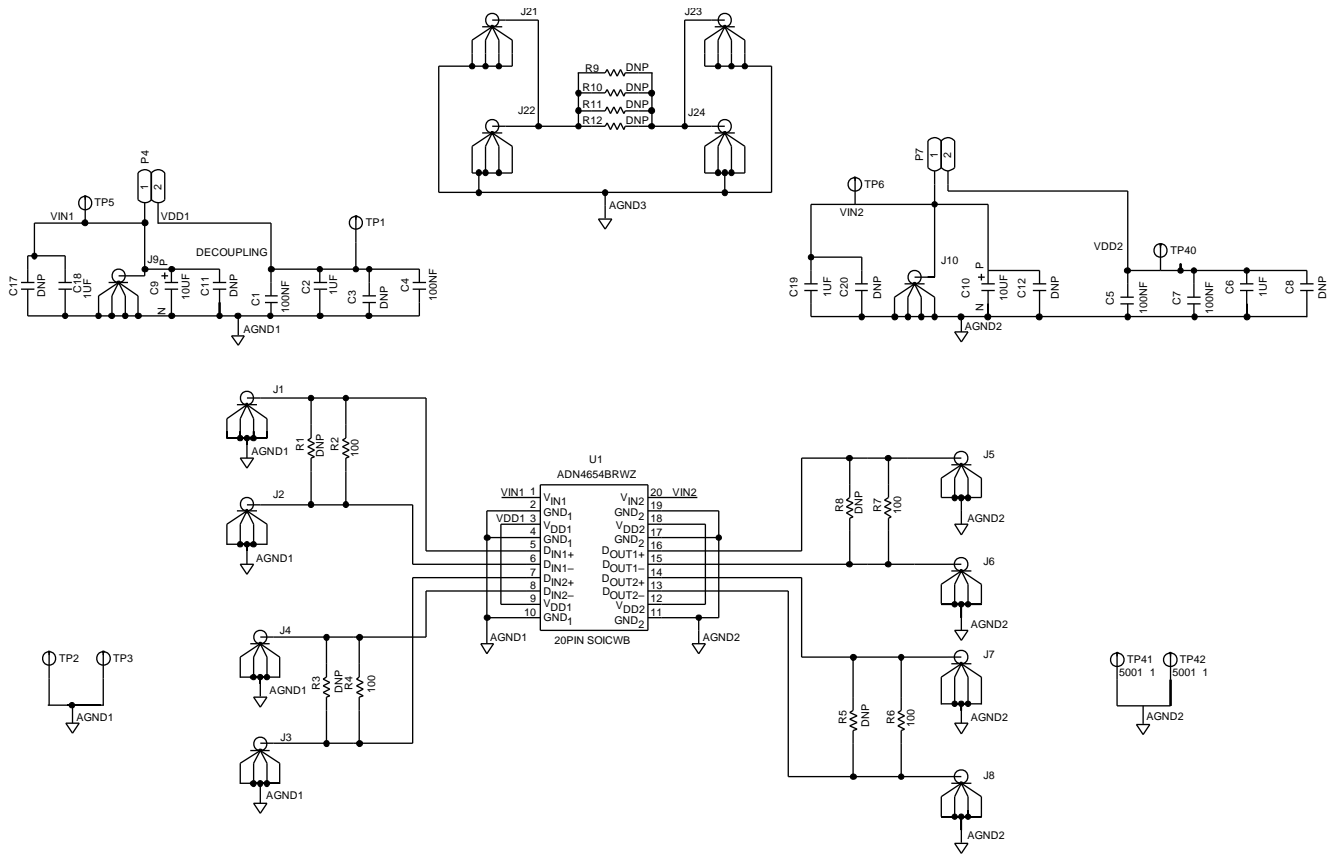 J21
J23
R9 DNP
R10 DNP
R11 DNP
R12 DNP
J22
J24
AGND3
P4
1
2
TP5
VIN1
VDD1
TP1
DECOUPLING
J9
C17
DNP
C18
1UF
C9
10UF
P
+
N
C11
DNP
C1
100NF
C2
1UF
C3
DNP
C4
100NF
AGND1
P7
1
2
TP6
VIN2
VDD2
TP40
J10
C19
1UF
C20
DNP
C10
10UF
P
+
N
C12
DNP
C5
100NF
C7
100NF
C6
1UF
C8
DNP
AGND2
J1
AGND1
R1
DNP
R2
100
J2
AGND1
J4
AGND1
R3
DNP
R4
100
J3
AGND1
U1
ADN4654BRWZ
VIN1 1 VIN1
2 GND1
VDD1 3 VDD1
4 GND1
5 DIN1+
6 DIN1–
7 DIN2+
8 DIN2–
9 VDD1
10 GND1
VIN2 20 VIN2
GND2 19
VDD2 18
GND2 17
DOUT1+ 16
DOUT1– 15
DOUT2+ 14
DOUT2– 13
VDD2 12
GND2 11
20PIN SOICWB
AGND1
AGND2
R8
DNP
R7
100
J5
AGND2
J6
AGND2
R5
DNP
R6
100
J7
AGND2
J8
AGND2
TP2
TP3
AGND1
TP41
5001 1
TP42
5001 1
AGND2